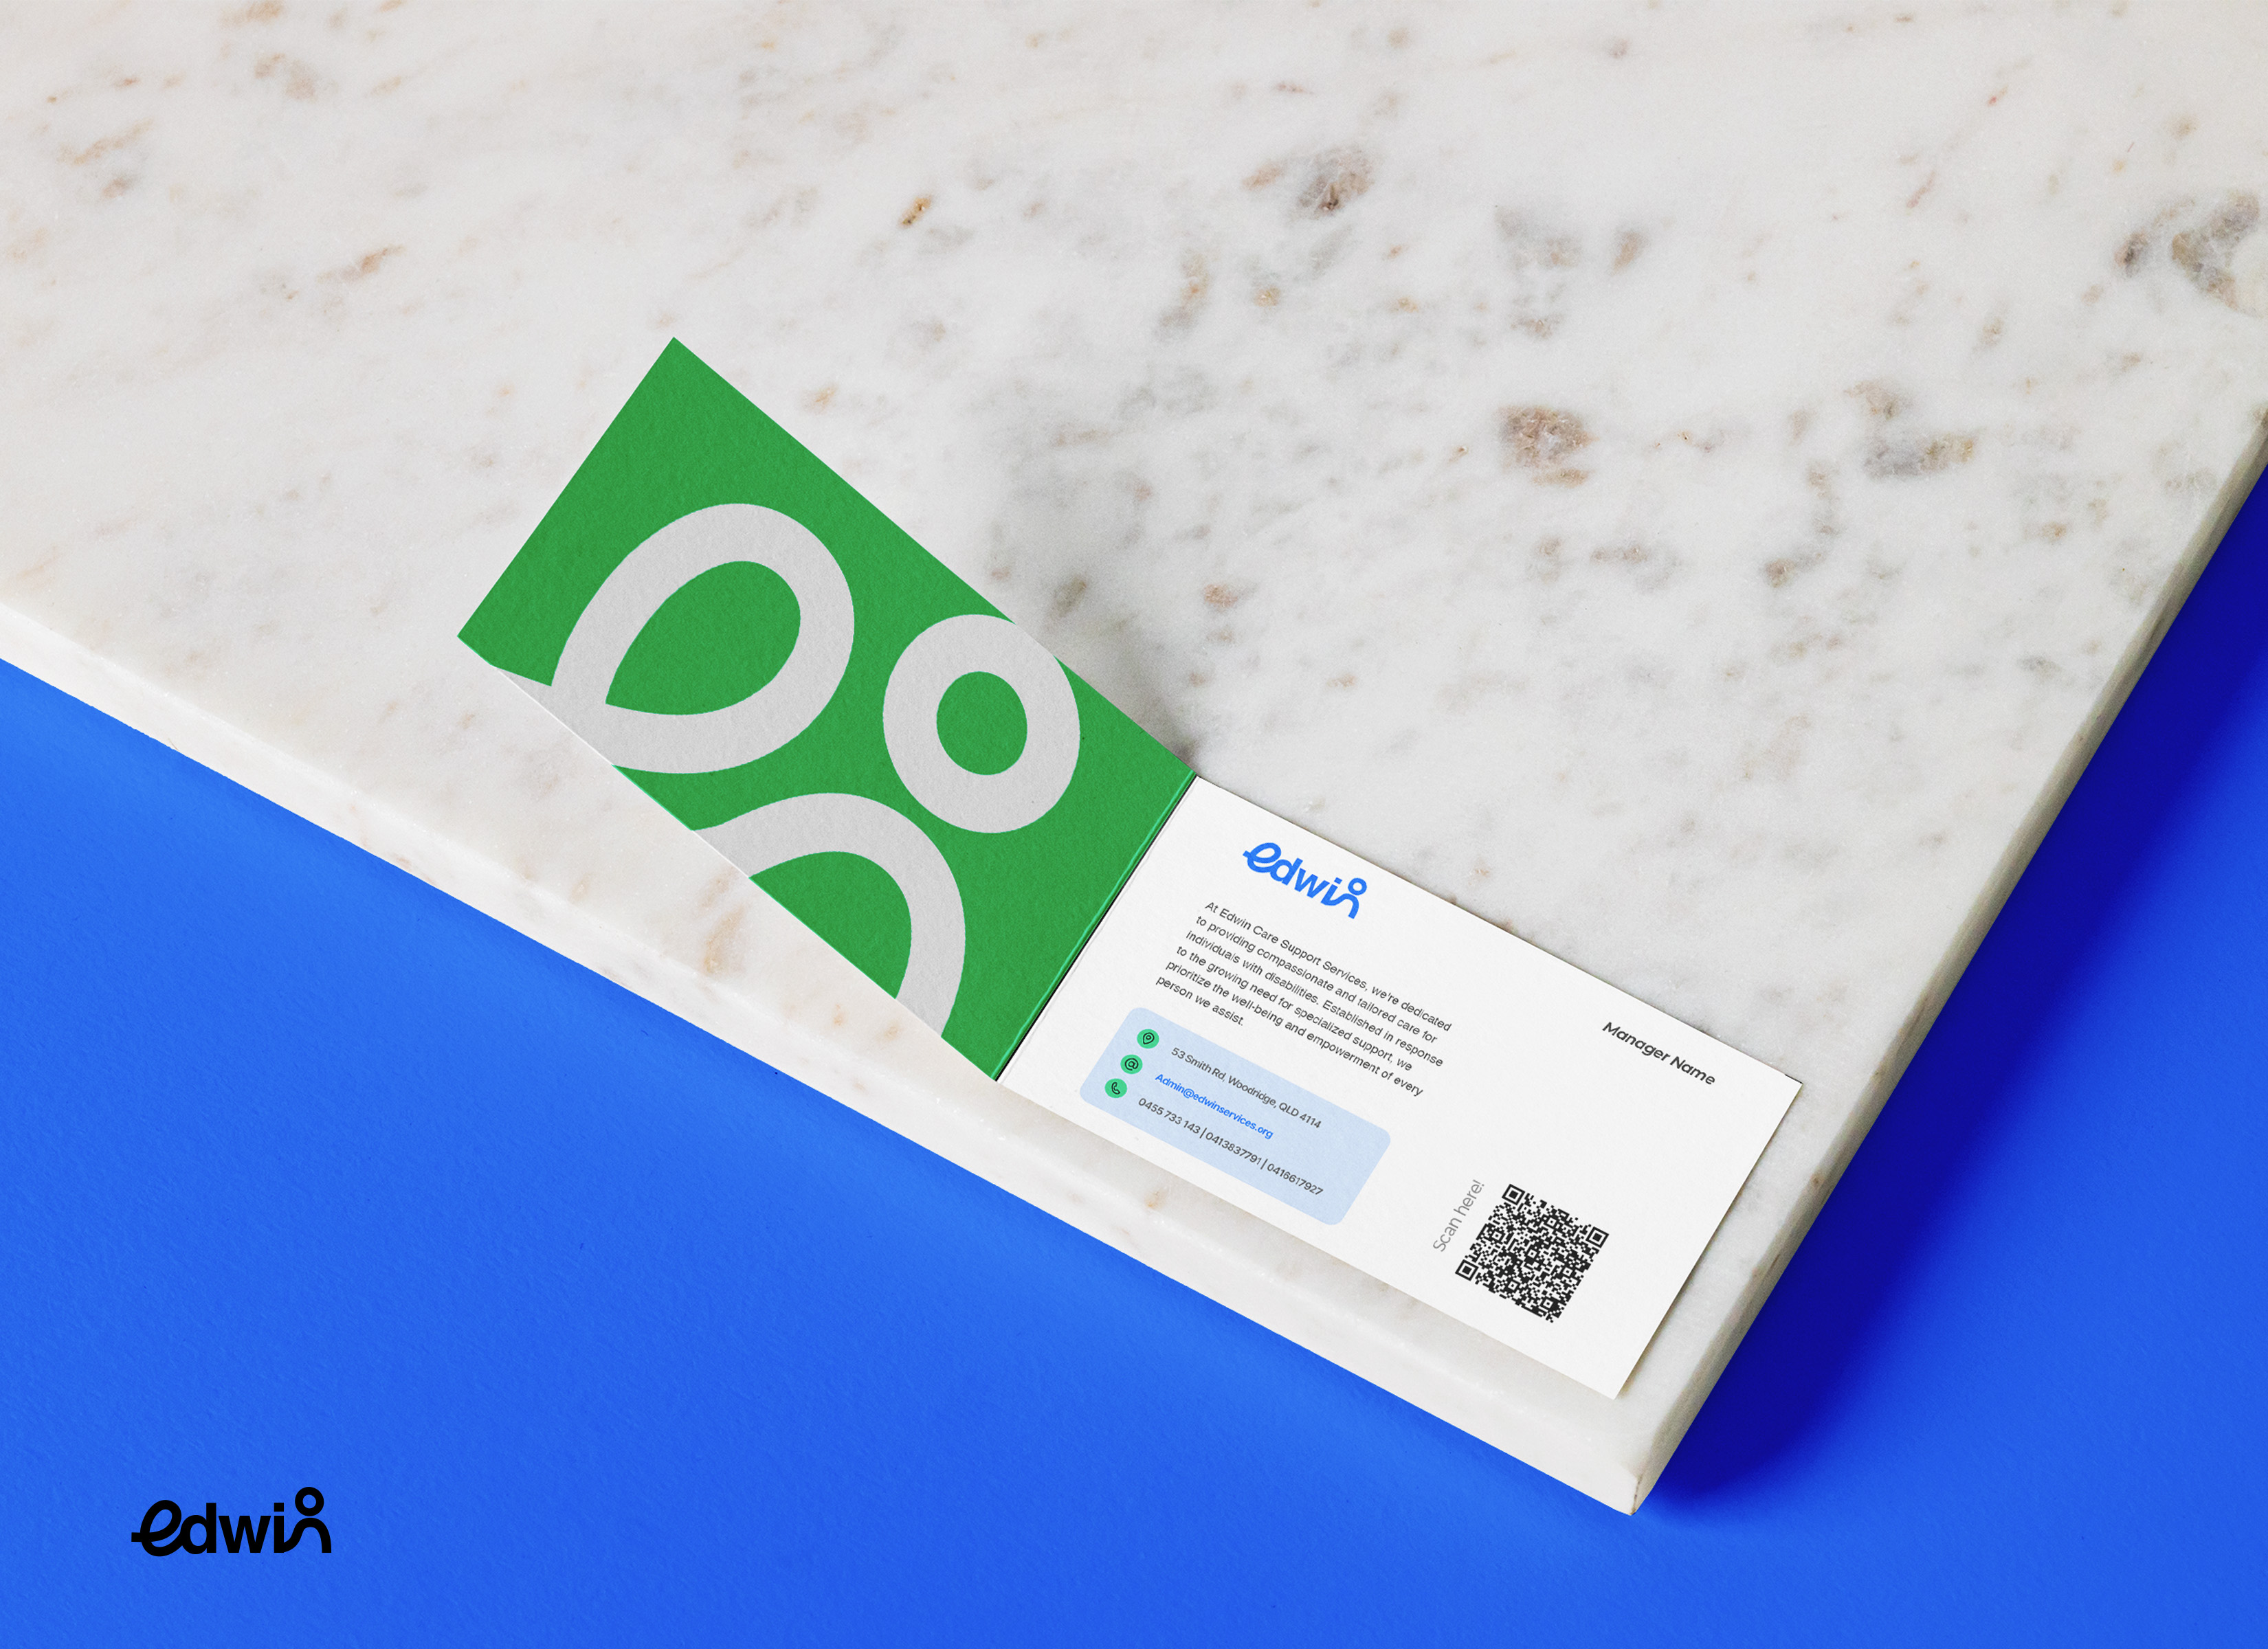 edwin
At Edwin Care Support Services, we're dedicated
to providing compassionate and tailored care for
individuals with disabilities. Established in response
to the growing need for specialized support, we
prioritize the well-being and empowerment of every
person we assist.
53 Smith Rd, Woodridge, QLD 4114
Admin@edwinservices.org
0455 733 143 | 0413837791 | 0416617927
Manager Name
Scan here!
edwin